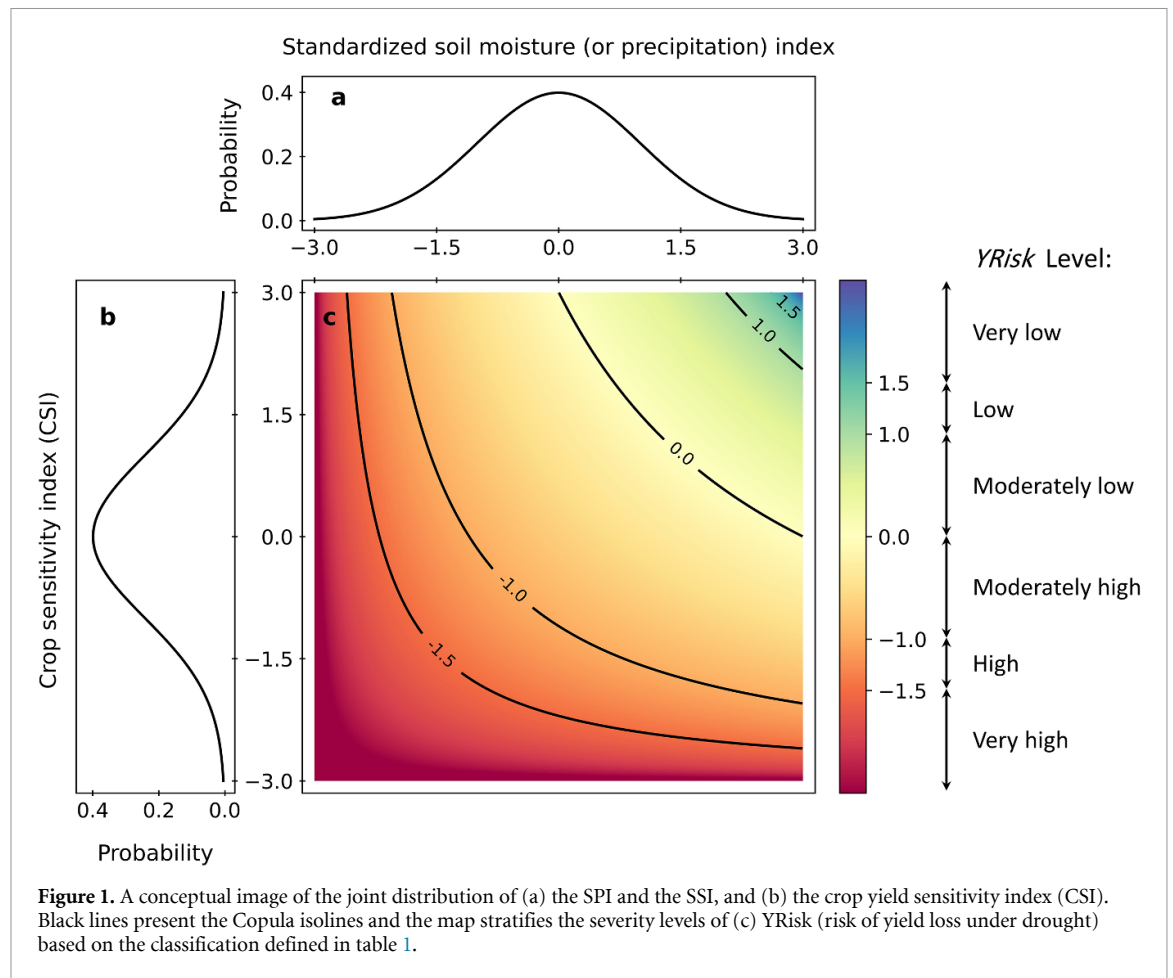 Standardized soil moisture (or precipitation) index
a
Probability
0.4
0.2
0.0
−3.0 −1.5 0.0 1.5 3.0
b
Crop sensitivity index (CSI)
0.4 0.2 0.0
Probability
c
3.0
1.5
0.0
−1.5
−3.0
1.5
1.0
0.0
-1.0
-1.5
1.5
1.0
0.0
−1.0
−1.5
YRisk Level:
Very low
Low
Moderately low
Moderately high
High
Very high
Figure 1. A conceptual image of the joint distribution of (a) the SPI and the SSI, and (b) the crop yield sensitivity index (CSI).
Black lines present the Copula isolines and the map stratifies the severity levels of (c) YRisk (risk of yield loss under drought)
based on the classification defined in table 1.